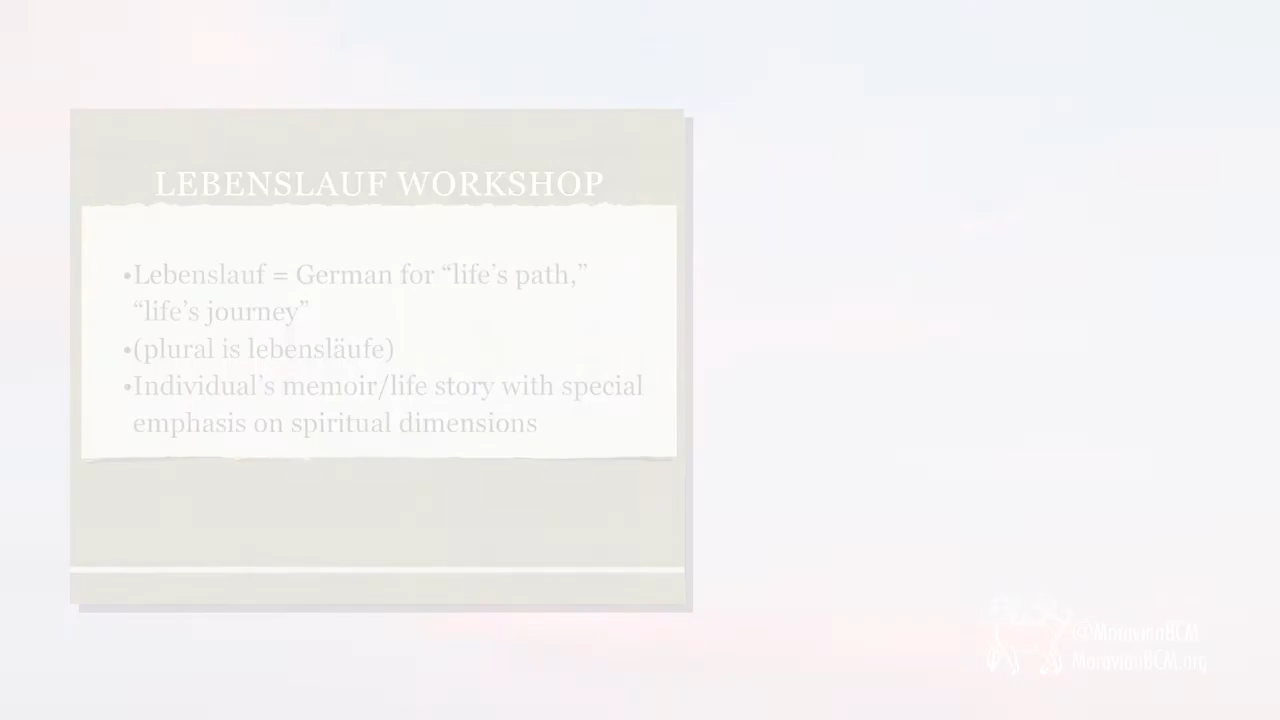 LEBENSLAUF WORKSHOP
•Lebenslauf = German for “life’s path,”
“life’s journey”
•(plural is lebensläufe)
•Individual’s memoir/life story with special
emphasis on spiritual dimensions
@MoravianBCM
MoravianBCM.org